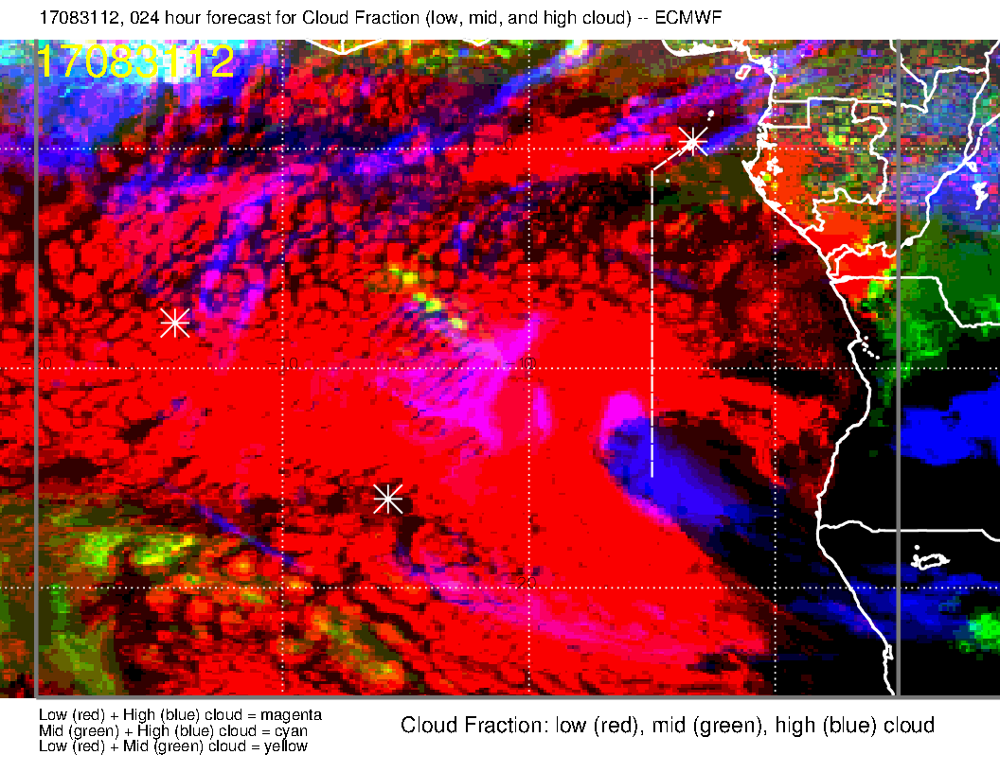 17083112, 024 hour forecast for Cloud Fraction (low, mid, and high cloud) -- ECMWF
17083112
-10
-20
Low (red) + High (blue) cloud = magenta
Mid (green) + High (blue) cloud = cyan
Low (red) + Mid (green) cloud = yellow
Cloud Fraction: low (red), mid (green), high (blue) cloud